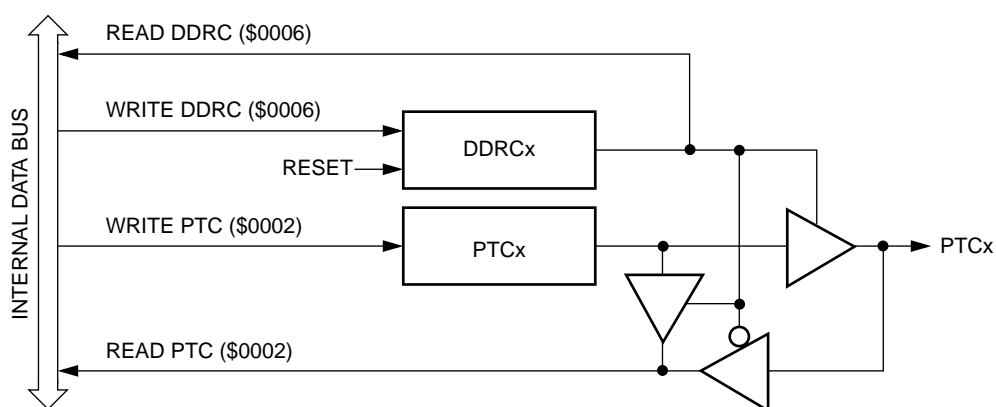 READ DDRC ($0006)
WRITE DDRC ($0006)
DDRCx
RESET
WRITE PTC ($0002)
PTCx
PTCx
READ PTC ($0002)
INTERNAL DATA BUS